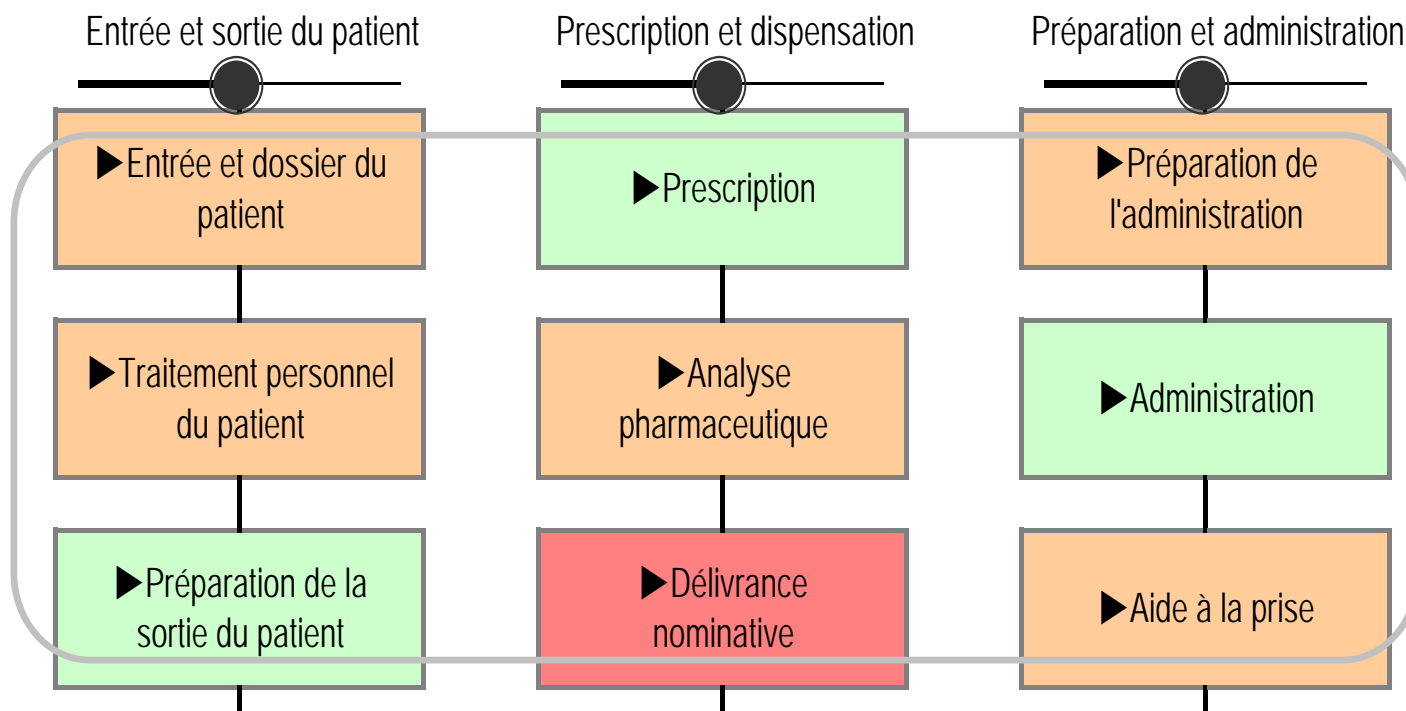 Entrée et sortie du patient
Prescription et dispensation
Préparation et administration
▶Entrée et dossier du
patient
▶Prescription
▶Préparation de
l'administration
▶Traitement personnel
du patient
▶Analyse
pharmaceutique
▶Administration
▶Préparation de la
sortie du patient
▶Délivrance
nominative
▶Aide à la prise